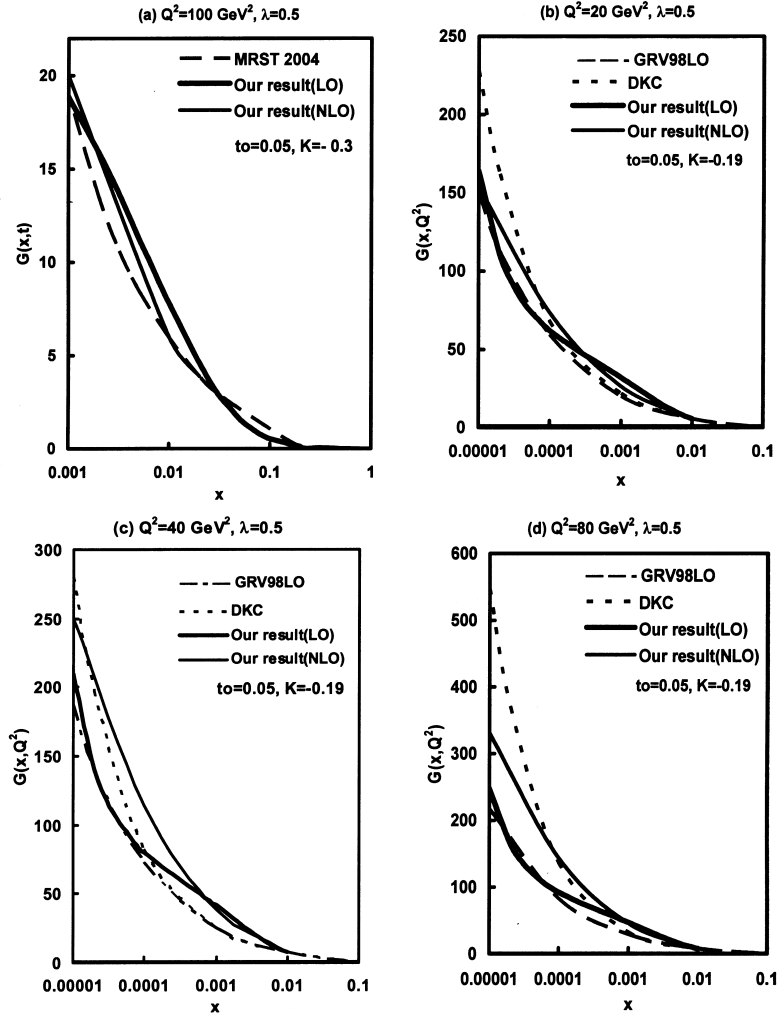 (a) Q²=100 GeV², λ=0.5
MRST 2004
Our result(LO)
Our result(NLO)
to=0.05, K=- 0.3
G(x,t)
20
15
10
5
0
0.001 0.01 0.1 1
x
(b) Q²=20 GeV², λ=0.5
GRV98LO
DKC
Our result(LO)
Our result(NLO)
to=0.05, K=-0.19
G(x,Q²)
250
200
150
100
50
0
0.00001 0.0001 0.001 0.01 0.1
x
(c) Q²=40 GeV², λ=0.5
GRV98LO
DKC
Our result(LO)
Our result(NLO)
to=0.05, K=-0.19
G(x,Q²)
300
250
200
150
100
50
0
0.00001 0.0001 0.001 0.01 0.1
x
(d) Q²=80 GeV², λ=0.5
GRV98LO
DKC
Our result(LO)
Our result(NLO)
to=0.05, K=-0.19
G(x,Q²)
600
500
400
300
200
100
0
0.00001 0.0001 0.001 0.01 0.1
x